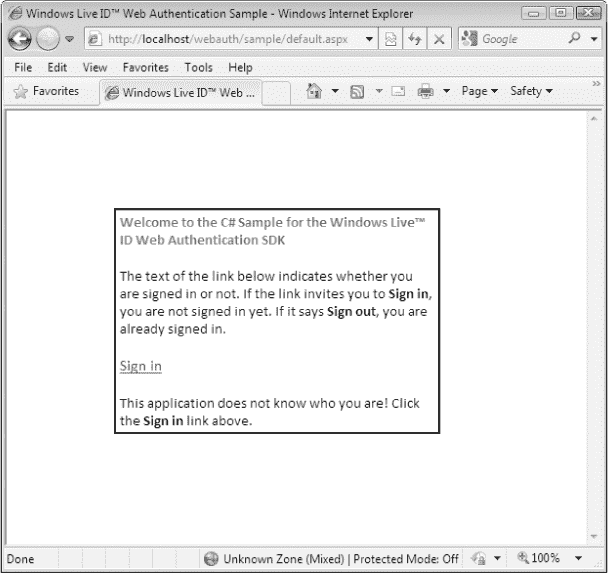 Windows Live ID™ Web Authentication Sample - Windows Internet Explorer
http://localhost/webauth/sample/default.aspx
Google
File Edit View Favorites Tools Help
Favorites
Windows Live ID™ Web ...
Page
Safety
»
Welcome to the C# Sample for the Windows Live™
ID Web Authentication SDK
The text of the link below indicates whether you
are signed in or not. If the link invites you to Sign in,
you are not signed in yet. If it says Sign out, you are
already signed in.
Sign in
This application does not know who you are! Click
the Sign in link above.
Done
Unknown Zone (Mixed) | Protected Mode: Off
100%